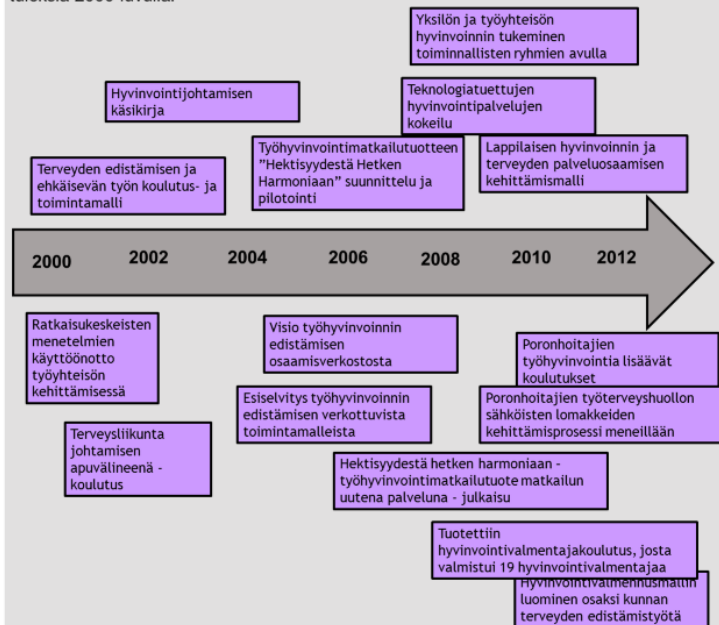 Yksilön ja työyhteisön
hyvinvoinnin tukeminen
toiminnallisten ryhmien avulla
Hyvinvointijohtamisen
käsikirja
Teknologiatuettujen
hyvinvointipalvelujen
kokeilu
Terveyden edistämisen ja
ehkäisevän työn koulutus- ja
toimintamalli
Työhyvinvointimatkailutuotteen
”Hektisyydestä Hetken
Harmoniaan” suunnittelu ja
pilotointi
Lappilaisen hyvinvoinnin ja
terveyden palveluosaamisen
kehittämismalli
2000 2002 2004 2006 2008 2010 2012
Ratkaisukeskeisten
menetelmien
käyttöönotto
työyhteisön
kehittämisessä
Visio työhyvinvoinnin
edistämisen
osaamisverkostosta
Poronhoitajien
työhyvinvointia lisäävät
koulutukset
Esiselvitys työhyvinvoinnin
edistämisen verkottuvista
toimintamalleista
Poronhoitajien työterveyshuollon
sähköisten lomakkeiden
kehittämisprosessi meneillään
Terveysliikunta
johtamisen
apuvälineenä -
koulutus
Hektisyydestä hetken harmoniaan -
työhyvinvointimatkailutuote matkailun
uutena palveluna - julkaisu
Tuotettiin
hyvinvointivalmentajakoulutus, josta
valmistui 19 hyvinvointivalmentajaa
Hyvinvointivalmennusmallin
luominen osaksi kunnan
terveyden edistämistyötä